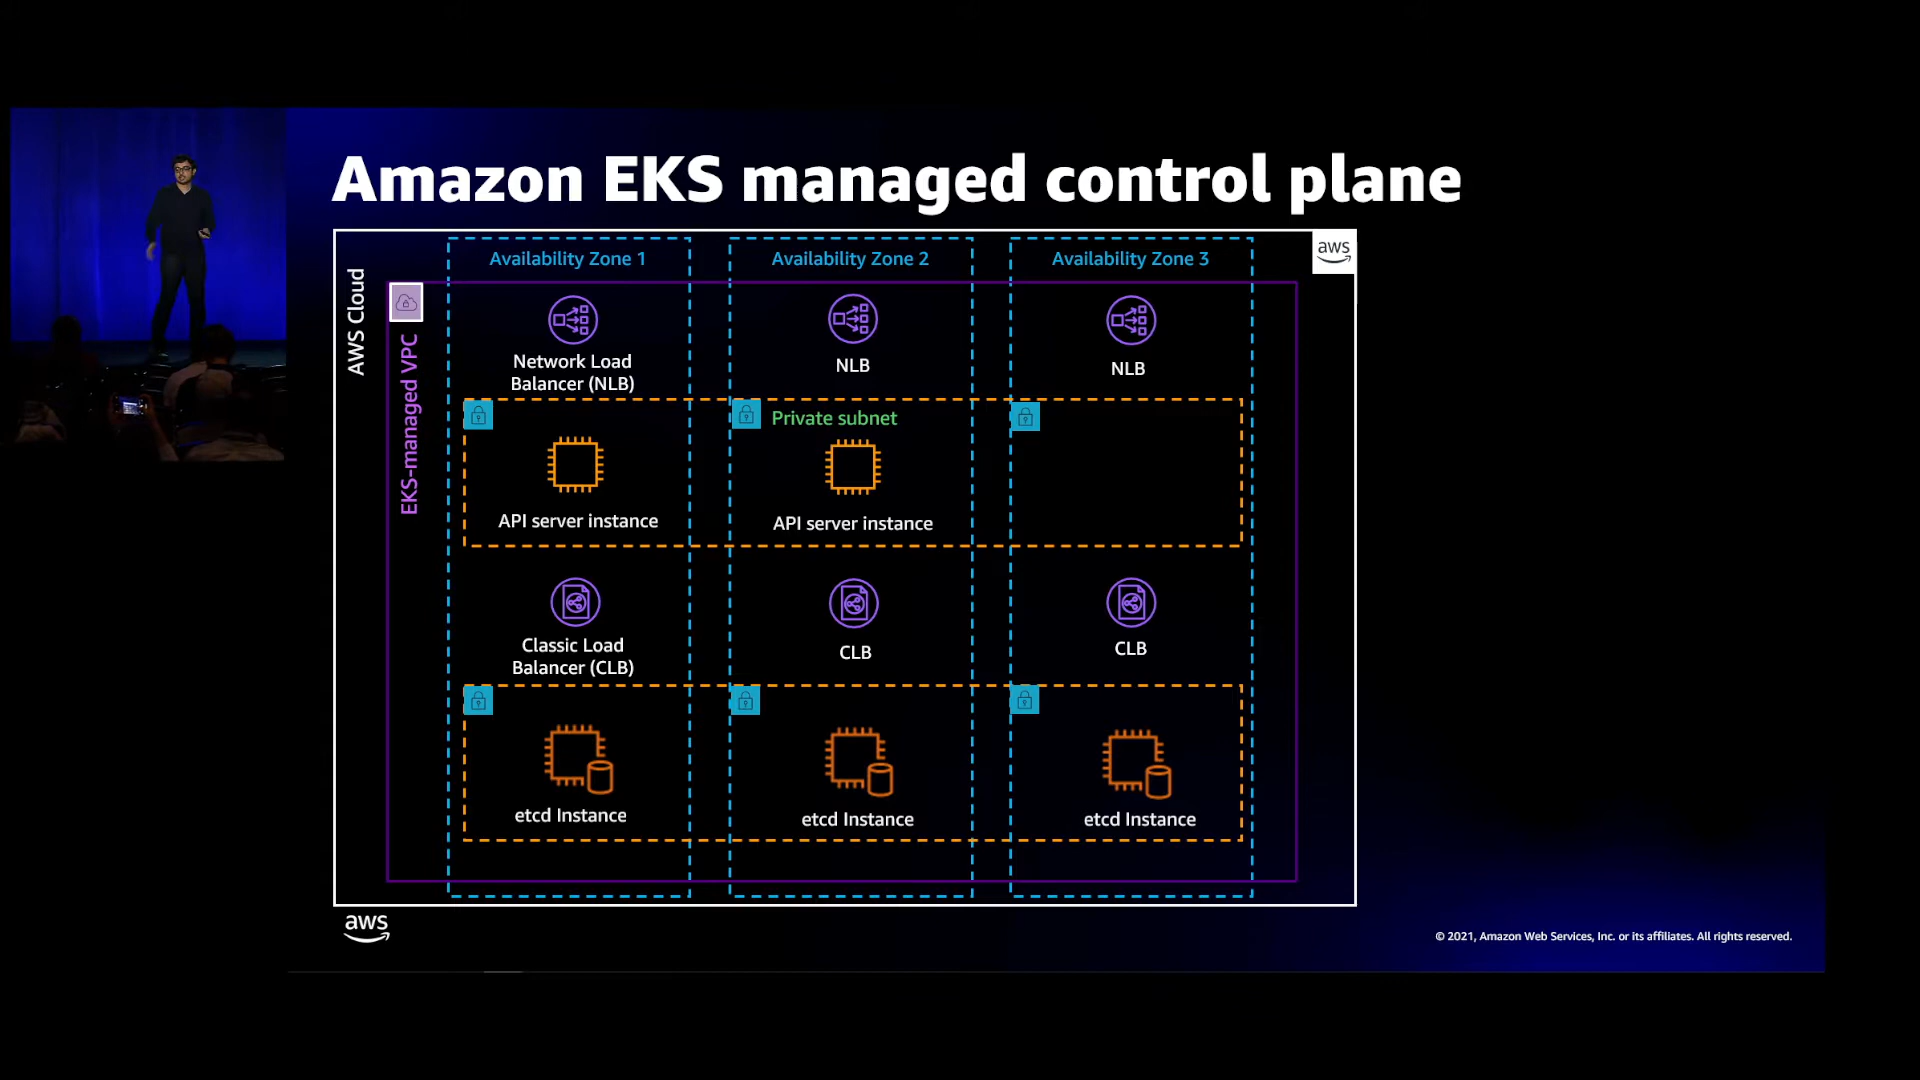 Amazon EKS managed control plane
aws
AWS Cloud
EKS-managed VPC
Availability Zone 1
Availability Zone 2
Availability Zone 3
Network Load
Balancer (NLB)
NLB
NLB
Private subnet
API server instance
API server instance
Classic Load
Balancer (CLB)
CLB
CLB
etcd Instance
etcd Instance
etcd Instance
aws
© 2021, Amazon Web Services, Inc. or its affiliates. All rights reserved.